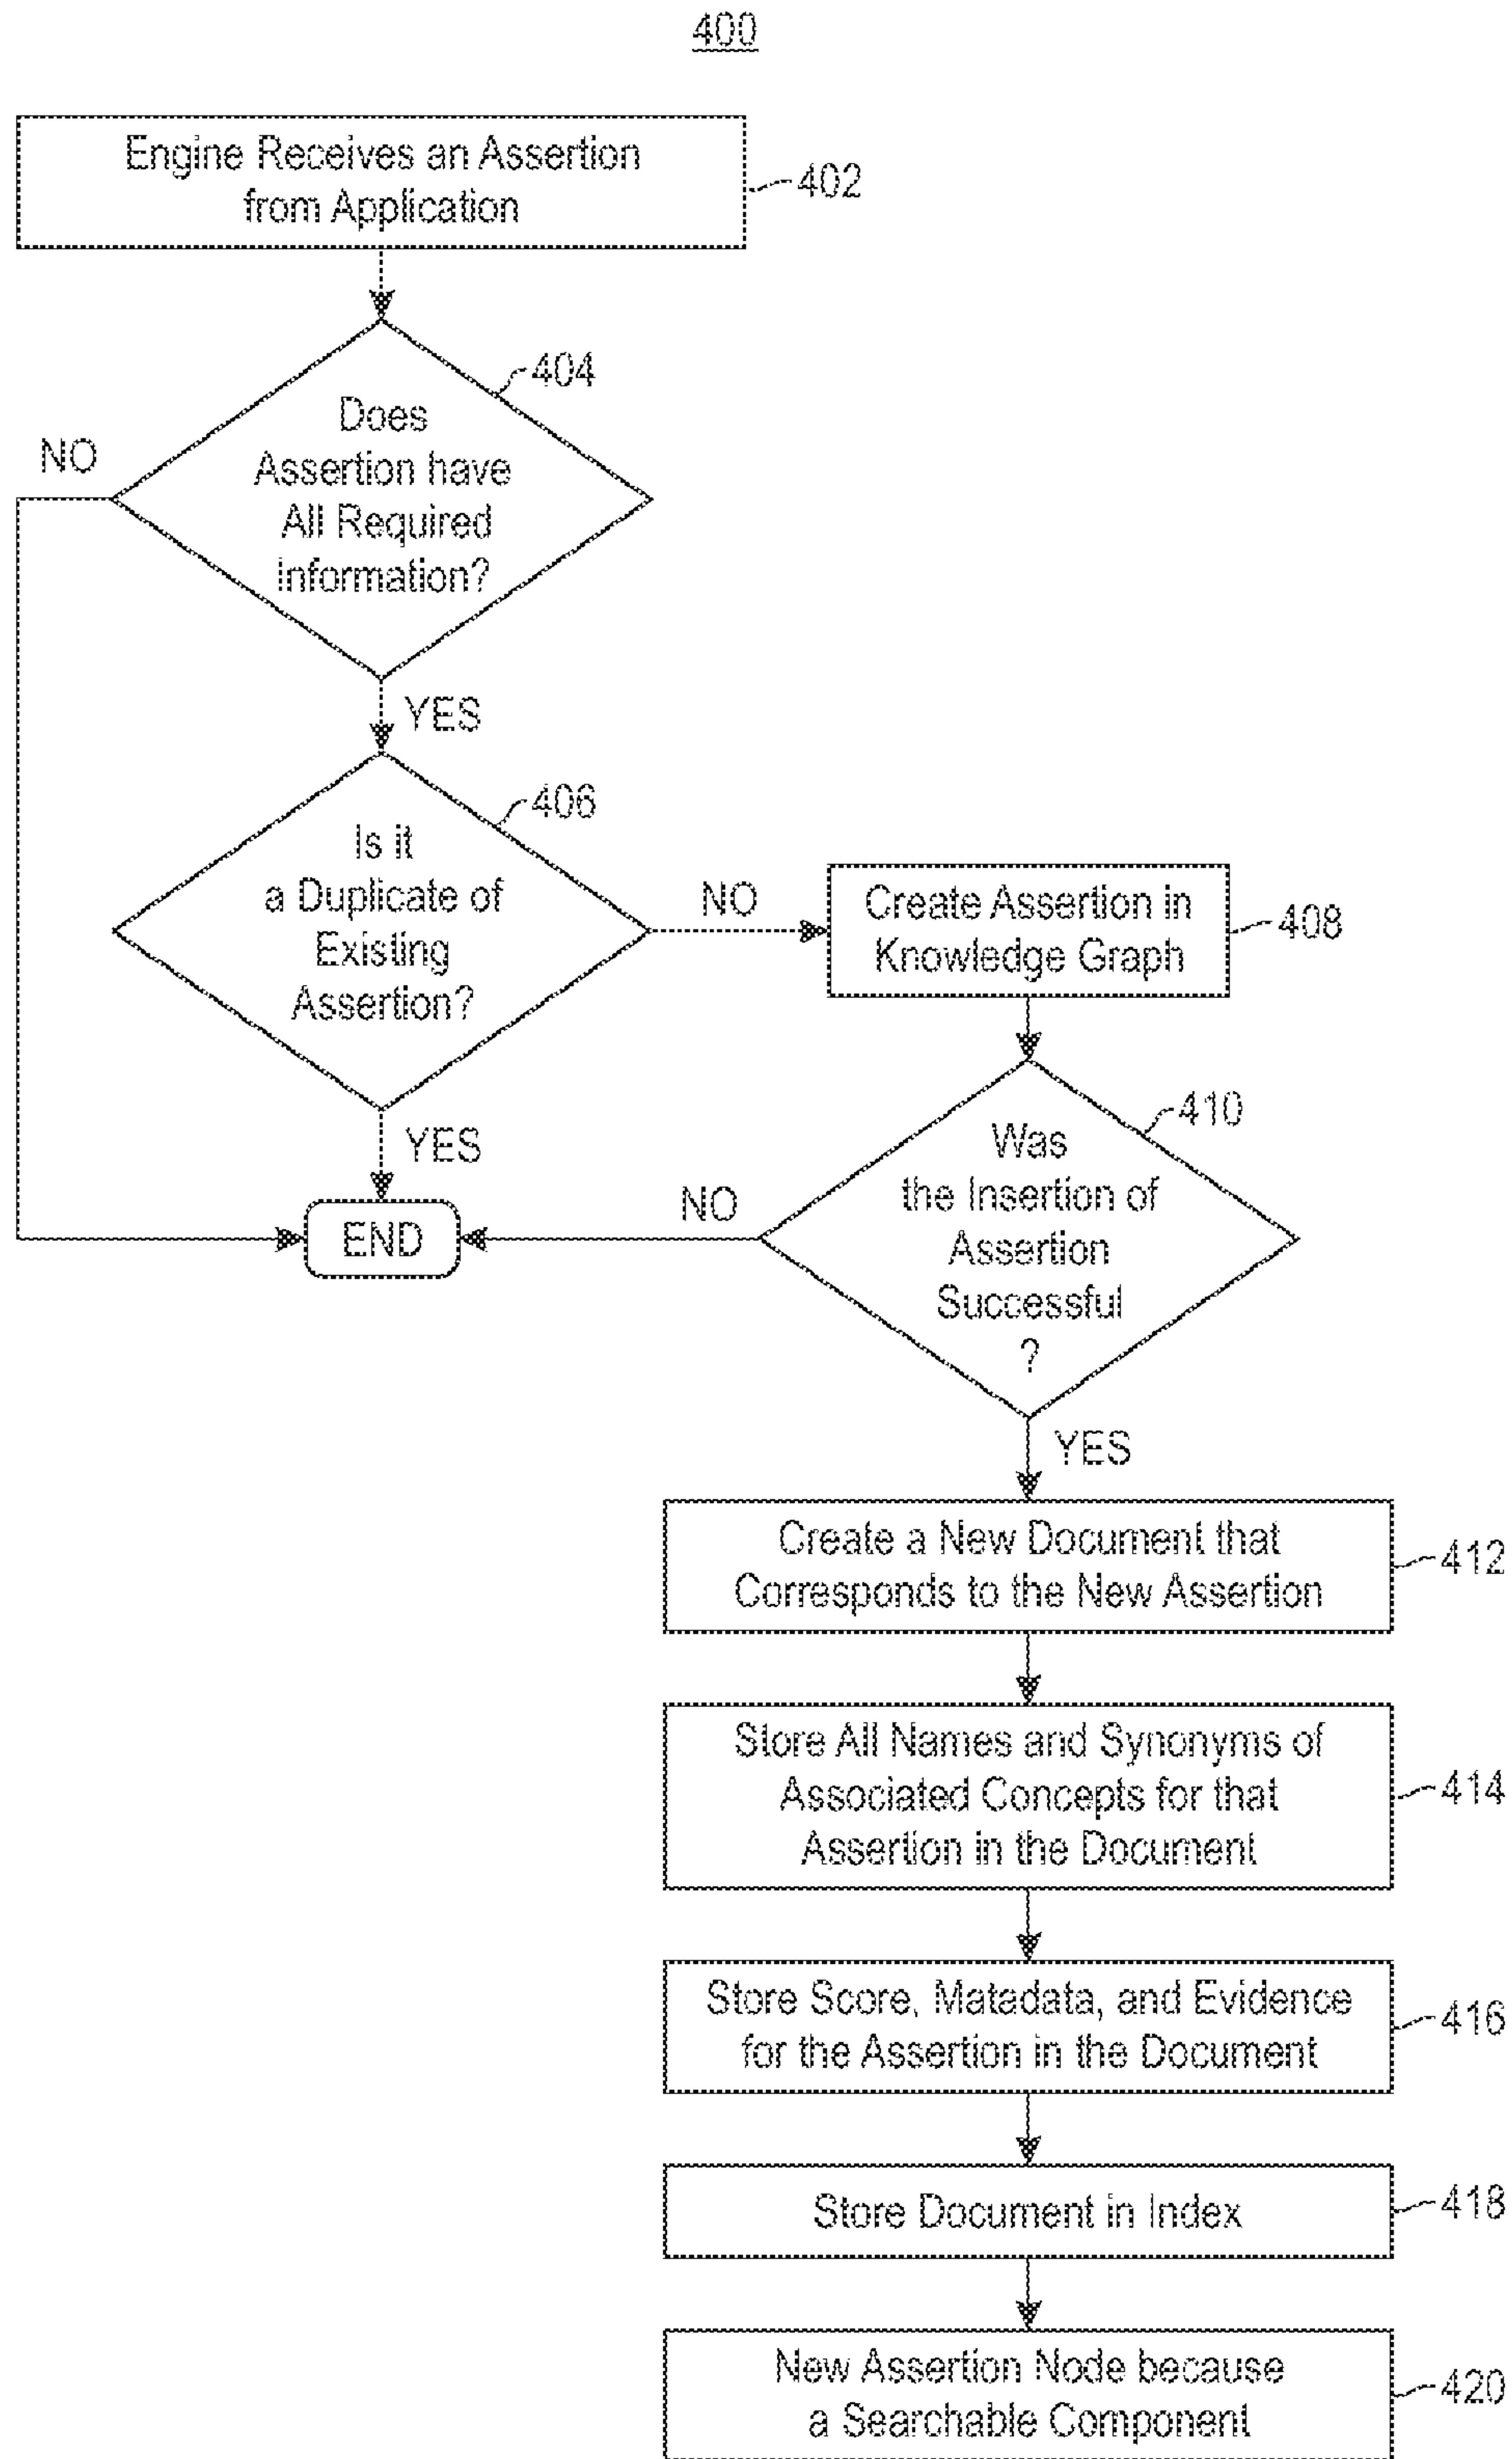 400
Engine Receives an Assertion
from Application
402
404
Does
Assertion have
All Required
Information?
NO
YES
406
Is it
a Duplicate of
Existing
Assertion?
NO
Create Assertion in
Knowledge Graph
408
YES
END
410
Was
the Insertion of
Assertion
Successful
?
NO
YES
Create a New Document that
Corresponds to the New Assertion
412
Store All Names and Synonyms of
Associated Concepts for that
Assertion in the Document
414
Store Score, Matadata, and Evidence
for the Assertion in the Document
416
Store Document in Index
418
New Assertion Node because
a Searchable Component
420